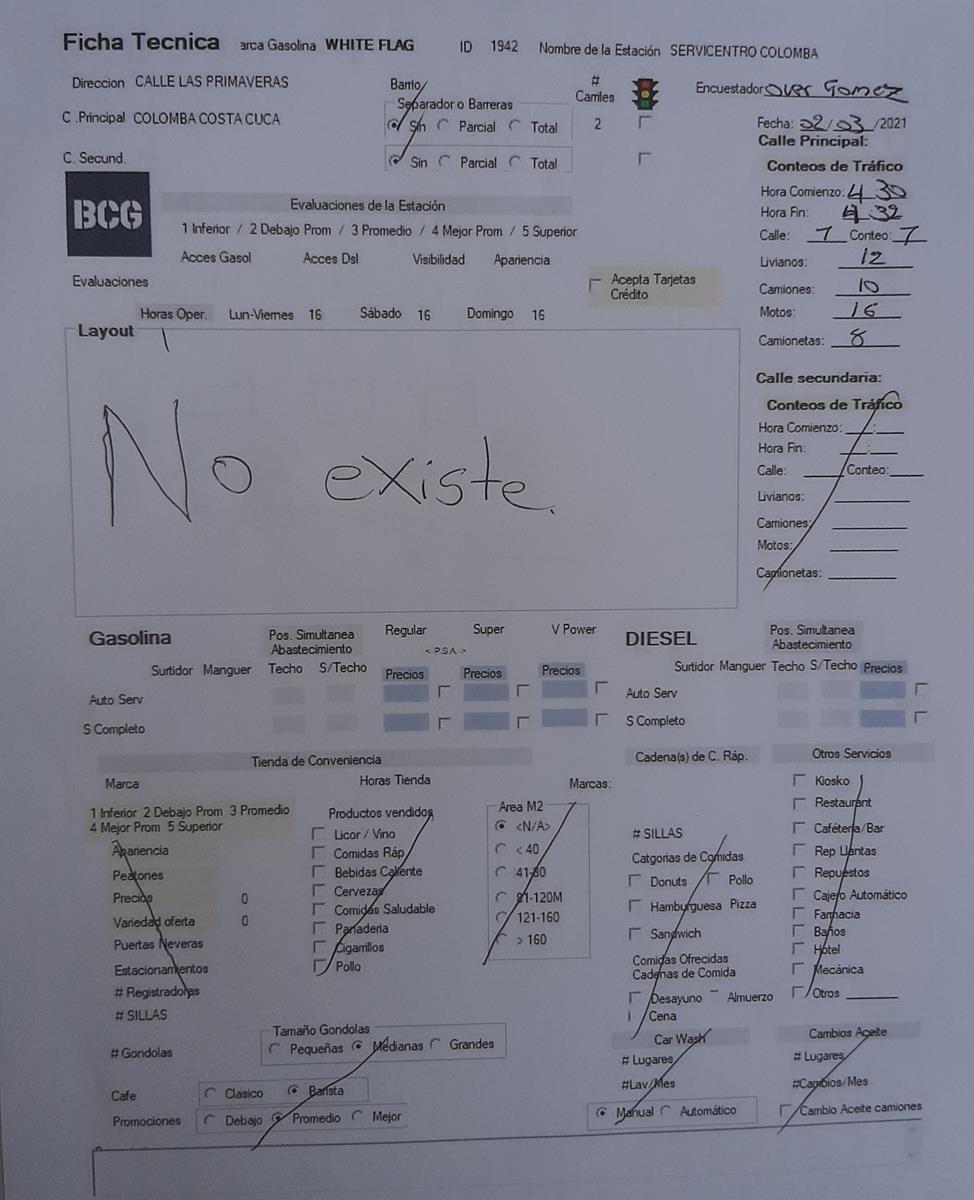 Ficha Tecnica arca Gasolina WHITE FLAG ID 1942 Nombre de la Estación SERVICENTRO COLOMBA
Direccion CALLE LAS PRIMAVERAS Barrio # Carriles Encuestador Over Gomez
Separador o Barreras
C .Principal COLOMBA COSTA CUCA Sin Parcial Total 2 Fecha: 02/03/2021
C. Secund. Sin Parcial Total
BCG
Evaluaciones de la Estación
1 Inferior / 2 Debajo Prom / 3 Promedio / 4 Mejor Prom / 5 Superior
Acces Gasol Acces Dsl Visibilidad Apariencia
Evaluaciones Acepta Tarjetas Crédito
Horas Oper. Lun-Viernes 16 Sábado 16 Domingo 16
Layout
No existe.
Calle Principal:
Conteos de Tráfico
Hora Comienzo: 4 30
Hora Fin: 4 32
Calle: 7 Conteo: 7
Livianos: 12
Camiones: 10
Motos: 16
Camionetas: 8
Calle secundaria:
Conteos de Tráfico
Hora Comienzo: __:__
Hora Fin: __:__
Calle: ____ Conteo: ____
Livianos: ____
Camiones: ____
Motos: ____
Camionetas: ____
Gasolina Pos. Simultanea Abastecimiento Regular Super V Power
<-P.S.A.->
Surtidor Manguer Techo S/Techo Precios Precios Precios
Auto Serv
S Completo
DIESEL Pos. Simultanea Abastecimiento
Surtidor Manguer Techo S/Techo Precios
Auto Serv
S Completo
Tienda de Conveniencia
Marca Horas Tienda Marcas:
1 Inferior 2 Debajo Prom 3 Promedio
4 Mejor Prom 5 Superior
Apariencia
Peatones
Precios 0
Variedad oferta 0
Puertas Neveras
Estacionamientos
# Registradoras
# SILLAS
# Gondolas
Productos vendidos
Licor / Vino
Comidas Ráp
Bebidas Caliente
Cervezas
Comidas Saludable
Panaderia
Cigarrillos
Pollo
Area M2
<N/A>
< 40
41-80
81-120M
121-160
> 160
Tamaño Gondolas
Pequeñas Medianas Grandes
Cafe Clasico Barista
Promociones Debajo Promedio Mejor
Cadena(s) de C. Ráp.
# SILLAS
Catgorias de Comidas
Donuts Pollo
Hamburguesa Pizza
Sandwich
Comidas Ofrecidas
Cadenas de Comida
Desayuno Almuerzo
Cena
Car Wash
# Lugares
#Lav/Mes
Manual Automático
Otros Servicios
Kiosko
Restaurant
Cafétería/Bar
Rep Llantas
Repuestos
Cajero Automático
Farmacia
Baños
Hotel
Mecánica
Otros ____
Cambios Aceite
# Lugares
#Cambios/Mes
Cambio Aceite camiones